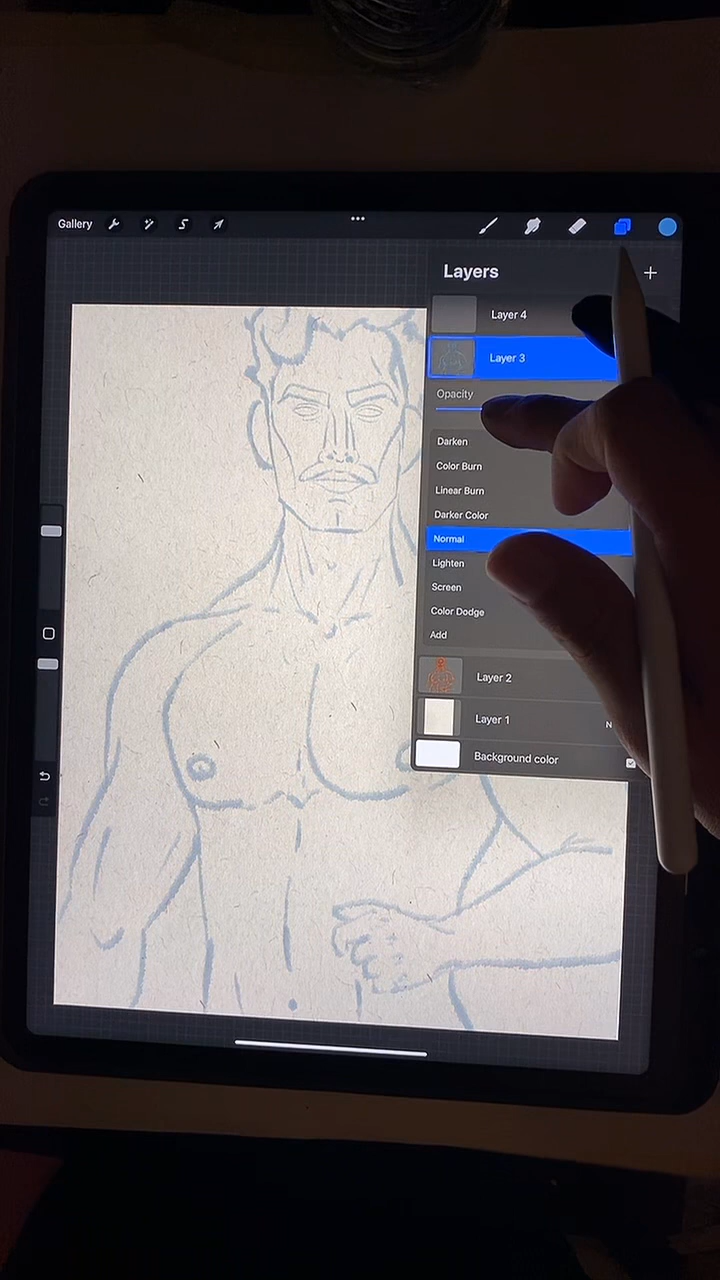 Gallery
Layers
Layer 4
Layer 3
Opacity
Darken
Color Burn
Linear Burn
Darker Color
Normal
Lighten
Screen
Color Dodge
Add
Layer 2
Layer 1
N
Background color